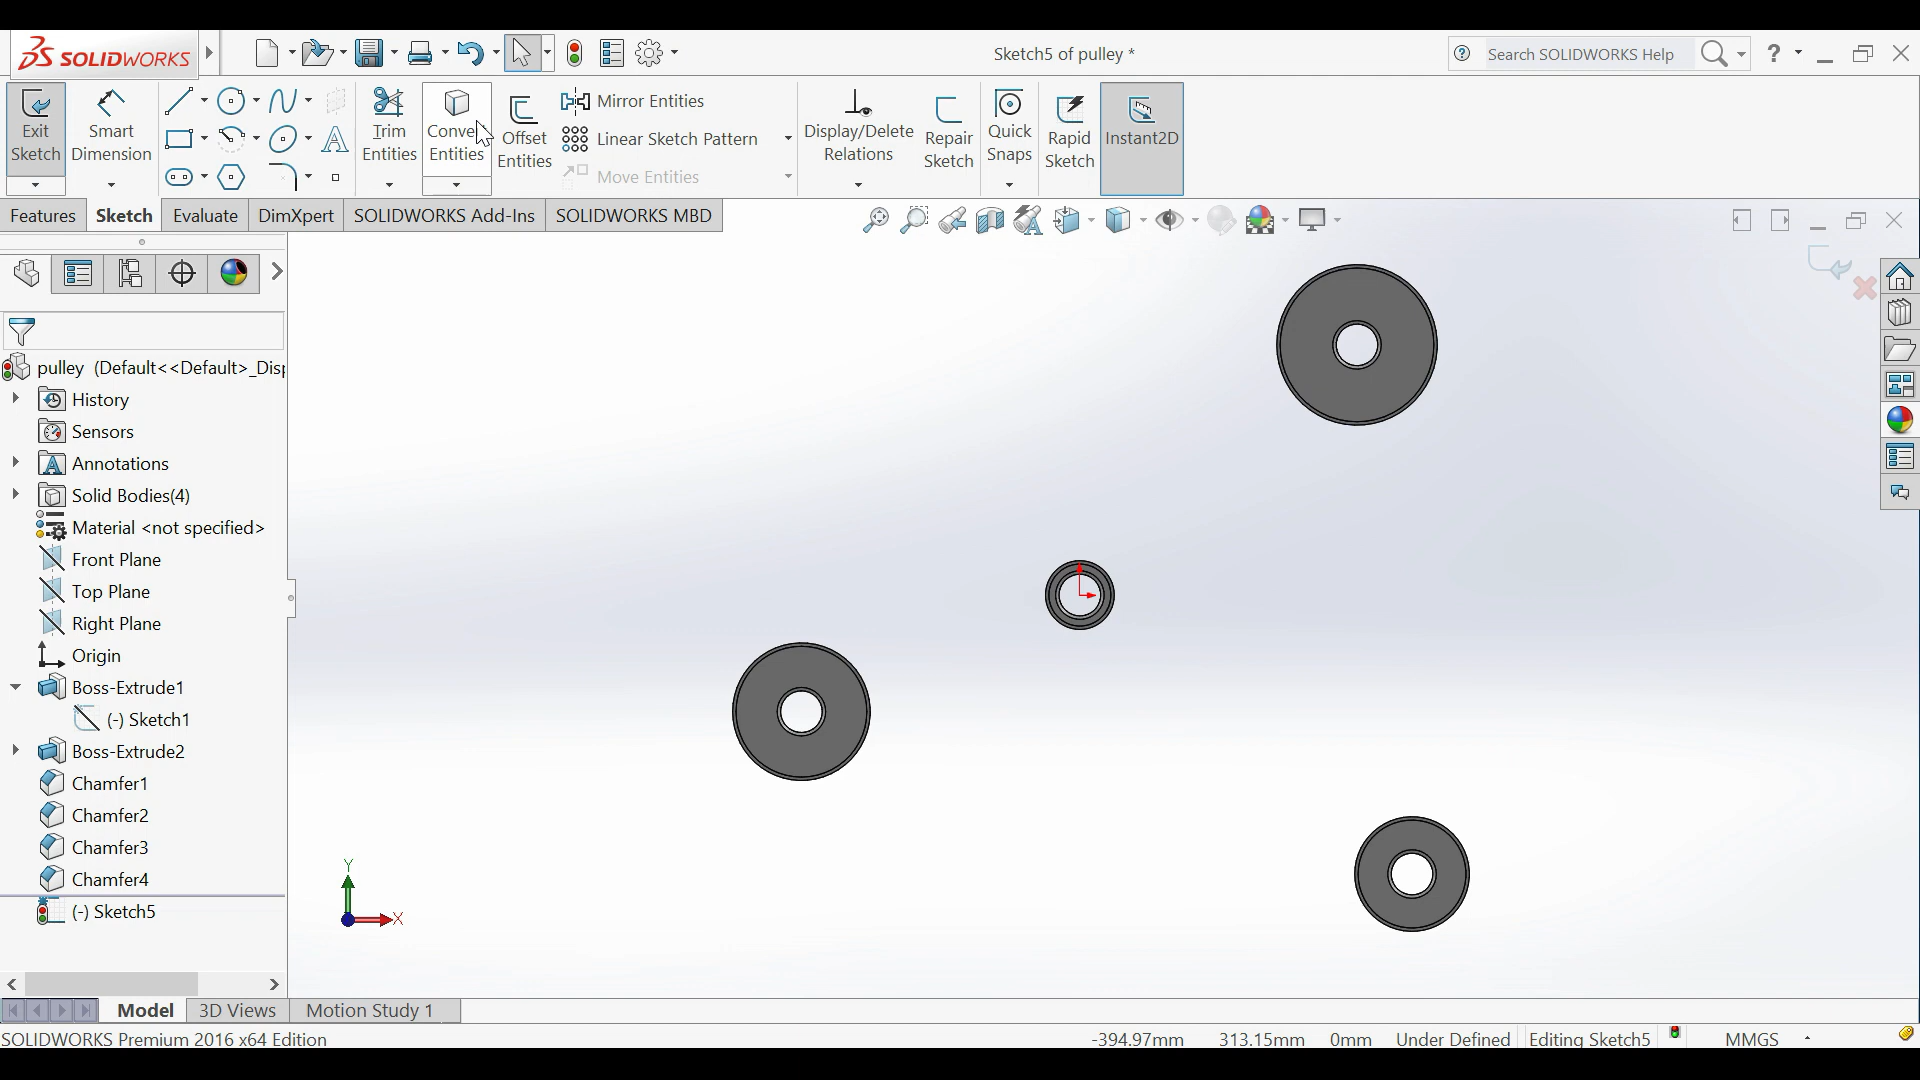 SOLIDWORKS
Sketch5 of pulley *
Search SOLIDWORKS Help
?
Exit Sketch
Smart Dimension
Trim Entities
Entities
Offset Entities
Mirror Entities
Linear Sketch Pattern
Move Entities
Display/Delete Relations
Repair Sketch
Quick Snaps
Rapid Sketch
Instant2D
Features
Sketch
Evaluate
DimXpert
SOLIDWORKS Add-Ins
SOLIDWORKS MBD
pulley (Default<<Default>_Disp
History
Sensors
Annotations
Solid Bodies(4)
Material <not specified>
Front Plane
Top Plane
Right Plane
Origin
Boss-Extrude1
(-) Sketch1
Boss-Extrude2
Chamfer1
Chamfer2
Chamfer3
Chamfer4
(-) Sketch5
Y
X
Model
3D Views
Motion Study 1
SOLIDWORKS Premium 2016 x64 Edition
-394.97mm
313.15mm
0mm
Under Defined
Editing Sketch5
MMGS